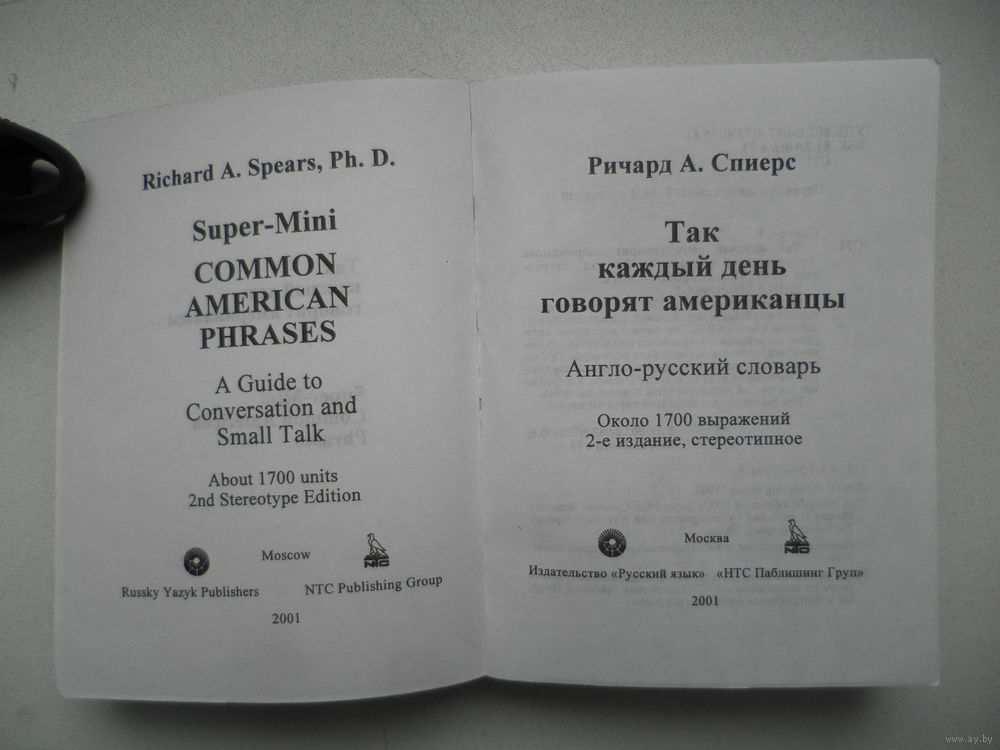 Richard A. Spears, Ph. D.
Super-Mini
COMMON
AMERICAN
PHRASES
A Guide to
Conversation and
Small Talk
About 1700 units
2nd Stereotype Edition
Moscow
NTC
Russky Yazyk Publishers
NTC Publishing Group
2001
Ричард А. Спиерс
Так
каждый день
говорят американцы
Англо-русский словарь
Около 1700 выражений
2-е издание, стереотипное
Москва
NTC
Издательство «Русский язык» «НТС Паблишинг Груп»
2001
www.ay.by